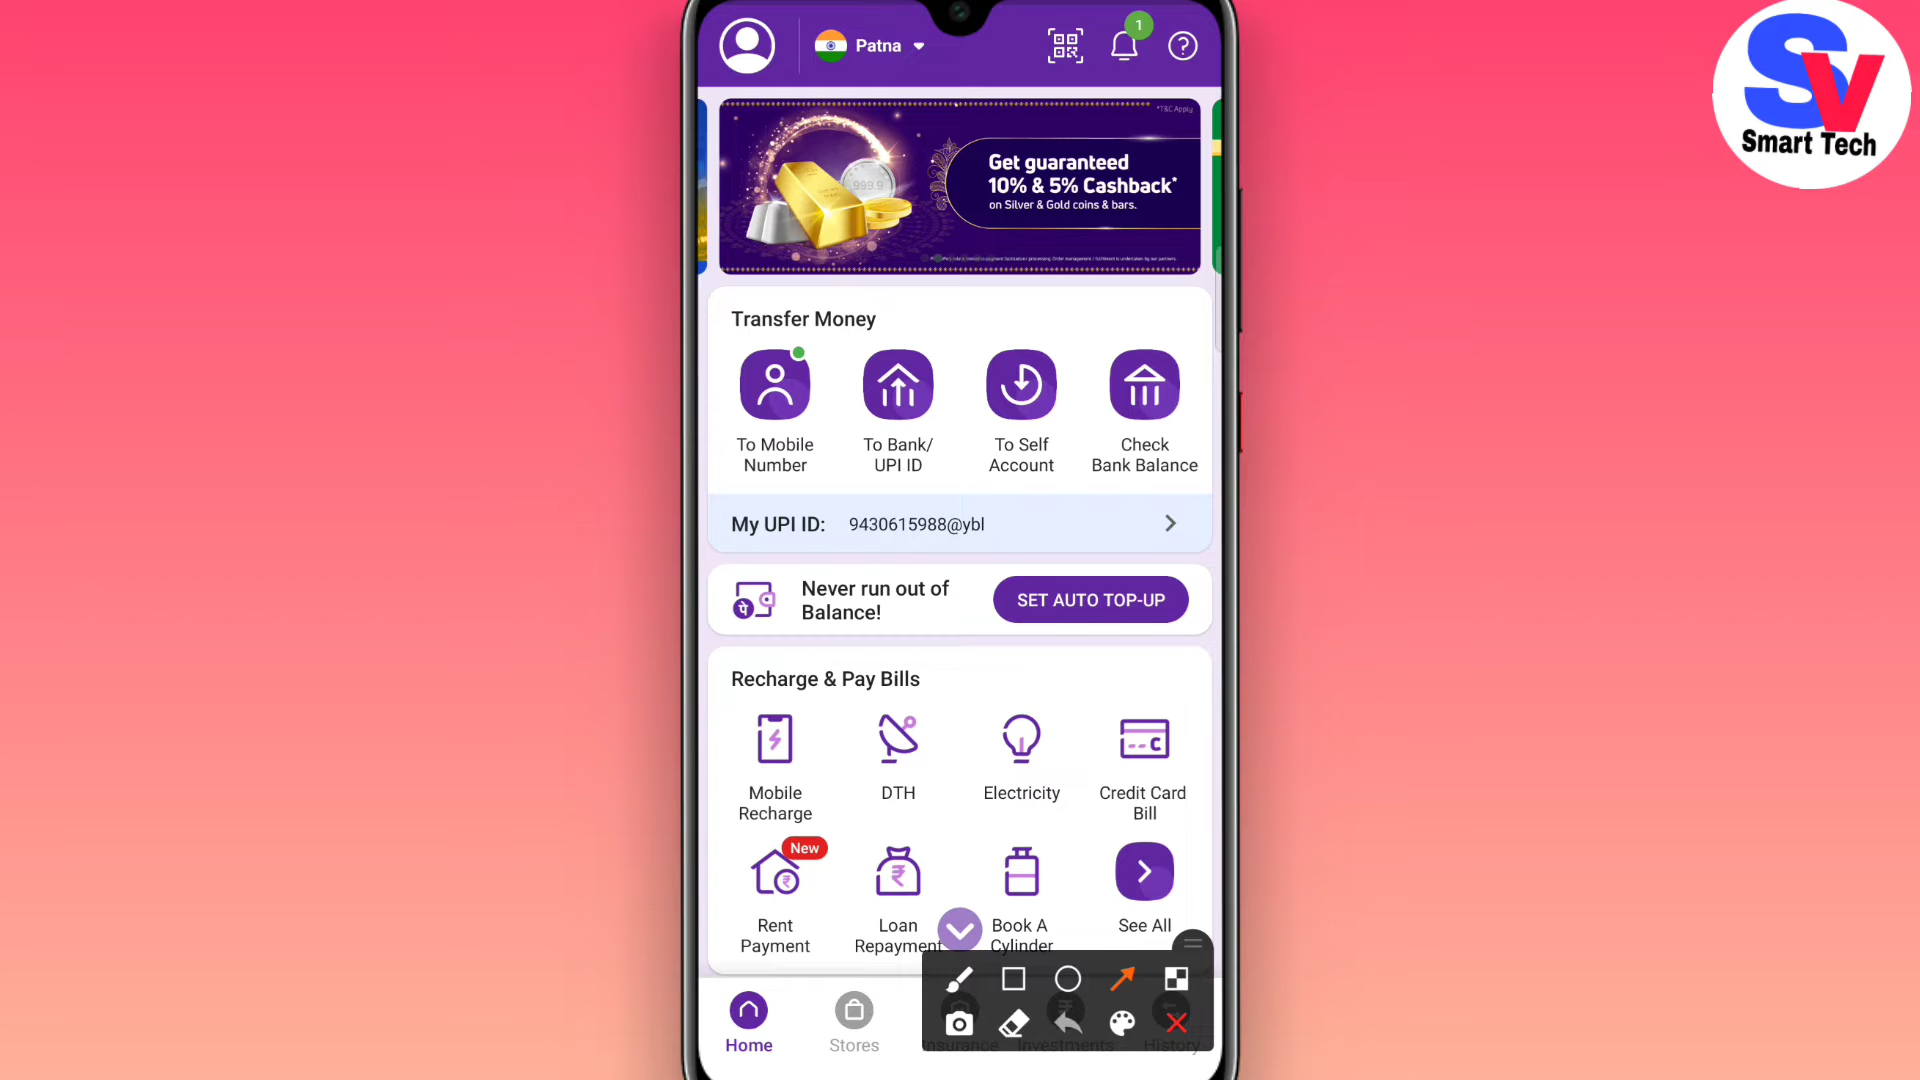 Patna
1
SV
Smart Tech
*T&C Apply
Get guaranteed
10% & 5% Cashback*
on Silver & Gold coins & bars.
999.9
Transfer Money
To Mobile
Number
To Bank/
UPI ID
To Self
Account
Check
Bank Balance
My UPI ID: 9430615988@ybl
पे
Never run out of
Balance!
SET AUTO TOP-UP
Recharge & Pay Bills
Mobile
Recharge
DTH
Electricity
Credit Card
Bill
New
Rent
Payment
Loan
Repayment
Book A
Cylinder
See All
Home
Stores
Insurance
Investments
History